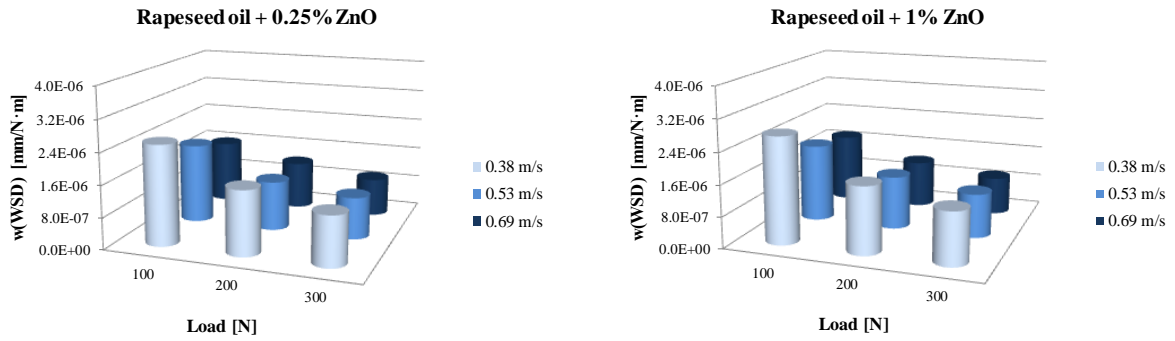 Rapeseed oil + 0.25% ZnO
w(WSD) [mm/N·m]
4.0E-06
3.2E-06
2.4E-06
1.6E-06
8.0E-07
0.0E+00
100
200
300
Load [N]
0.38 m/s
0.53 m/s
0.69 m/s
Rapeseed oil + 1% ZnO
w(WSD) [mm/N·m]
4.0E-06
3.2E-06
2.4E-06
1.6E-06
8.0E-07
0.0E+00
100
200
300
Load [N]
0.38 m/s
0.53 m/s
0.69 m/s